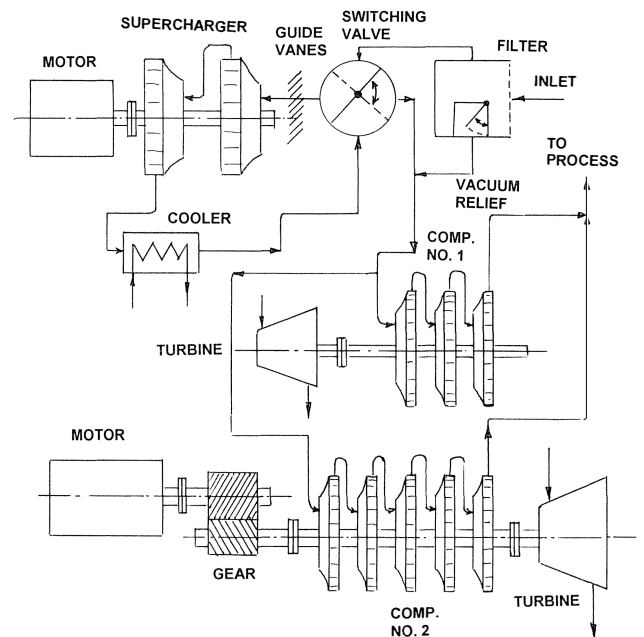 SUPERCHARGER
SWITCHING
VALVE
GUIDE
VANES
FILTER
MOTOR
INLET
TO
PROCESS
VACUUM
RELIEF
COOLER
COMP.
NO. 1
TURBINE
MOTOR
GEAR
TURBINE
COMP.
NO. 2